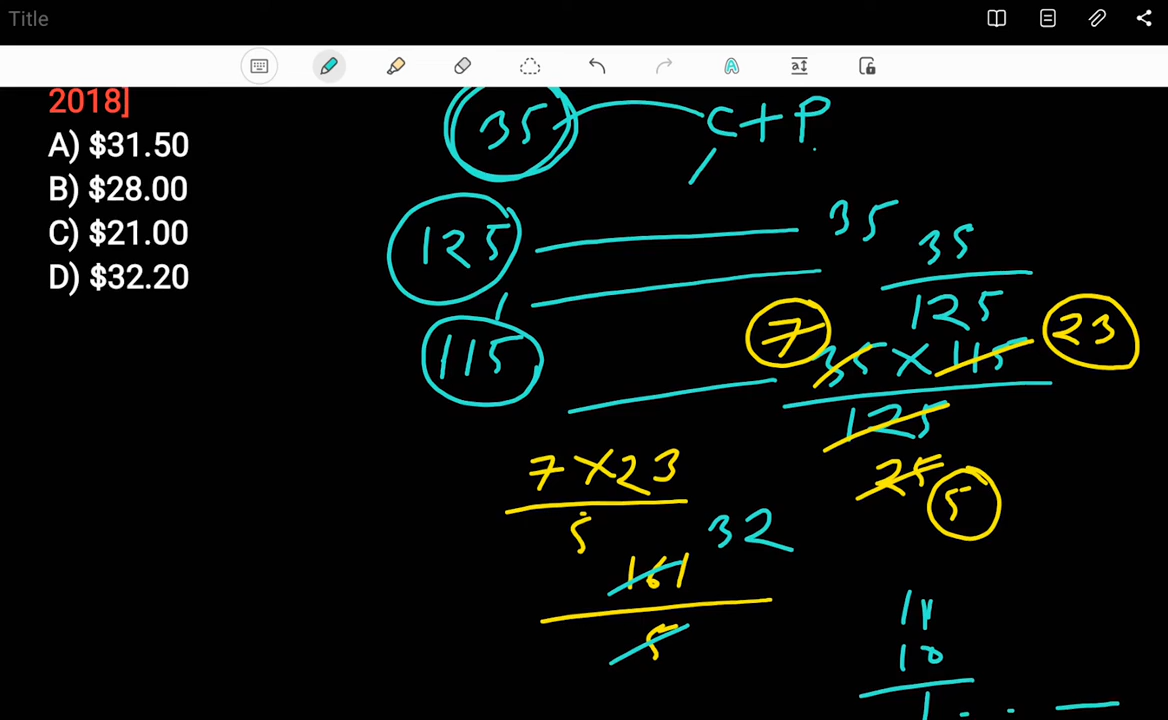 Title
2018]
A) $31.50
B) $28.00
C) $21.00
D) $32.20
35 C + P
125 35
35
125
115
7 35 X 115 23
125
25 5
7 X 23
5
32
161
5
10
1